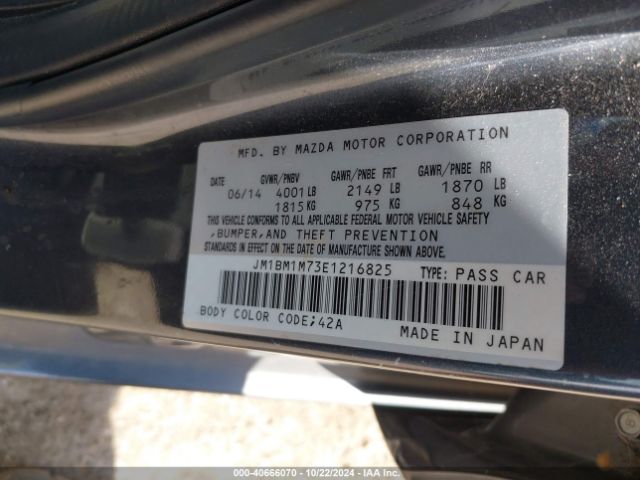 MFD. BY MAZDA MOTOR CORPORATION
DATE GVWR/PNBV GAWR/PNBE FRT GAWR/PNBE RR
06/14 4001 LB 2149 LB 1870 LB
1815 KG 975 KG 848 KG
THIS VEHICLE CONFORMS TO ALL APPLICABLE FEDERAL MOTOR VEHICLE SAFETY
,BUMPER,AND THEFT PREVENTION
STANDARDS IN EFFECT ON THE DATE OF MANUFACTURE SHOWN ABOVE.
JM1BM1M73E1216825 TYPE: PASS CAR
BODY COLOR CODE;42A MADE IN JAPAN
000-40666070 | 10/22/2024 | IAA Inc.